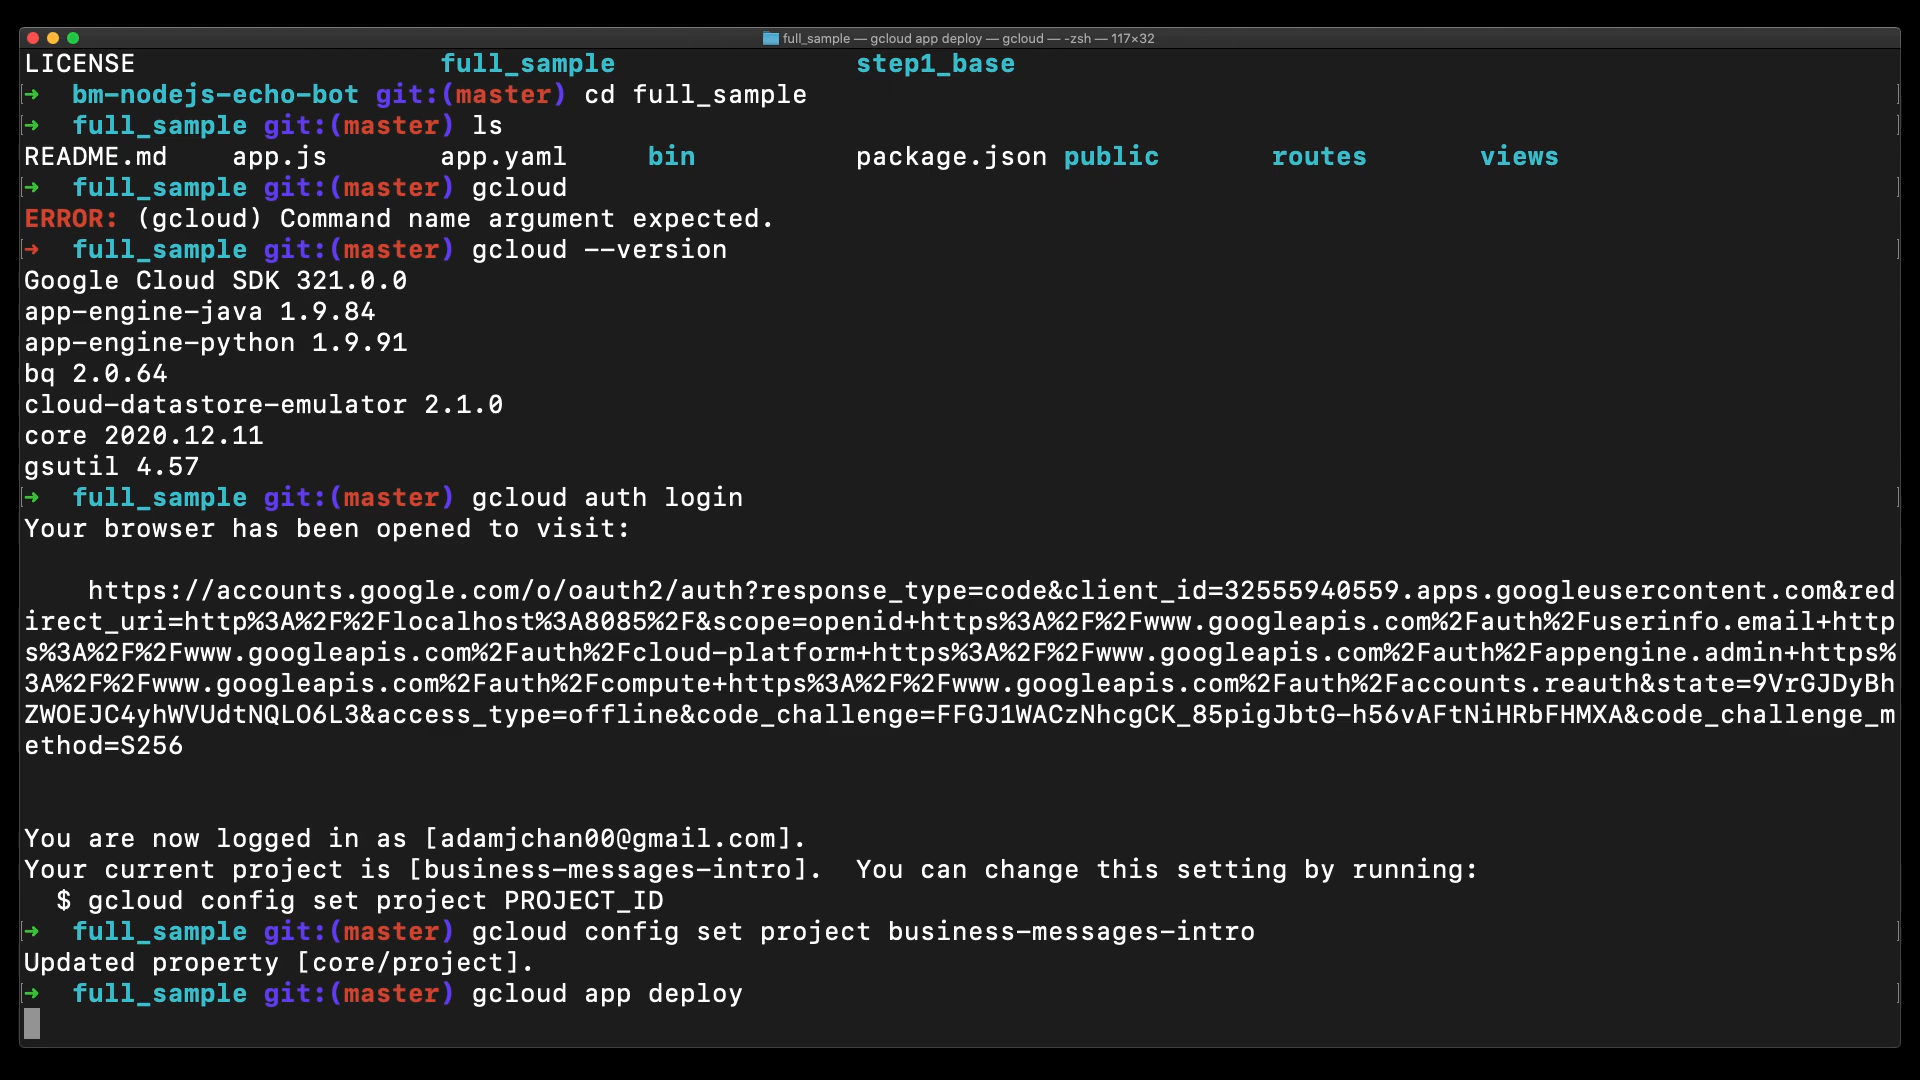 full_sample — gcloud app deploy — gcloud — -zsh — 117×32
LICENSE full_sample step1_base
➜ bm-nodejs-echo-bot git:(master) cd full_sample
➜ full_sample git:(master) ls
README.md app.js app.yaml bin package.json public routes views
➜ full_sample git:(master) gcloud
ERROR: (gcloud) Command name argument expected.
➜ full_sample git:(master) gcloud --version
Google Cloud SDK 321.0.0
app-engine-java 1.9.84
app-engine-python 1.9.91
bq 2.0.64
cloud-datastore-emulator 2.1.0
core 2020.12.11
gsutil 4.57
➜ full_sample git:(master) gcloud auth login
Your browser has been opened to visit:
https://accounts.google.com/o/oauth2/auth?response_type=code&client_id=32555940559.apps.googleusercontent.com&red
irect_uri=http%3A%2F%2Flocalhost%3A8085%2F&scope=openid+https%3A%2F%2Fwww.googleapis.com%2Fauth%2Fuserinfo.email+http
s%3A%2F%2Fwww.googleapis.com%2Fauth%2Fcloud-platform+https%3A%2F%2Fwww.googleapis.com%2Fauth%2Fappengine.admin+https%
3A%2F%2Fwww.googleapis.com%2Fauth%2Fcompute+https%3A%2F%2Fwww.googleapis.com%2Fauth%2Faccounts.reauth&state=9VrGJDyBh
ZWOEJC4yhWVUdtNQLO6L3&access_type=offline&code_challenge=FFGJ1WACzNhcgCK_85pigJbtG-h56vAFtNiHRbFHMXA&code_challenge_m
ethod=S256
You are now logged in as [adamjchan00@gmail.com].
Your current project is [business-messages-intro].  You can change this setting by running:
$ gcloud config set project PROJECT_ID
➜ full_sample git:(master) gcloud config set project business-messages-intro
Updated property [core/project].
➜ full_sample git:(master) gcloud app deploy